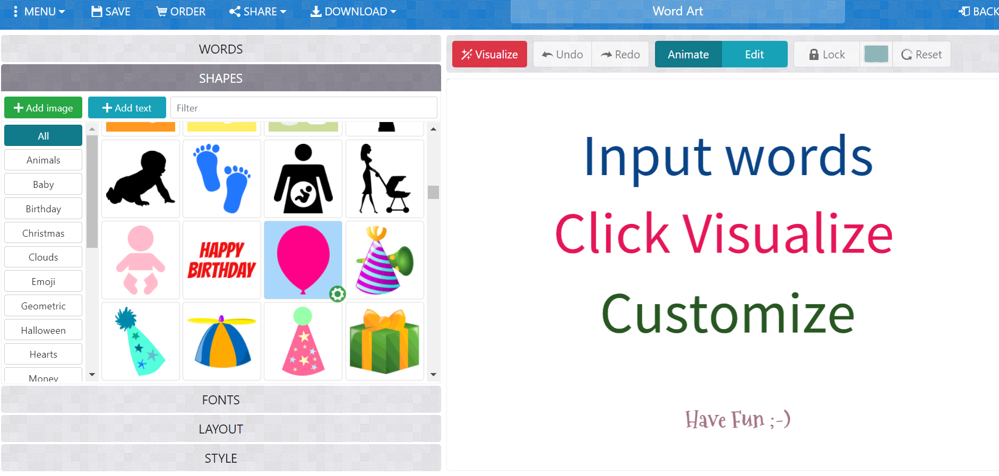 MENU
SAVE
ORDER
SHARE
DOWNLOAD
Word Art
BACK
WORDS
SHAPES
Add image
Add text
Filter
All
Animals
Baby
Birthday
Christmas
Clouds
Emoji
Geometric
Halloween
Hearts
Money
HAPPY
BIRTHDAY
FONTS
LAYOUT
STYLE
Visualize
Undo
Redo
Animate
Edit
Lock
Reset
Input words
Click Visualize
Customize
Have Fun ;-)